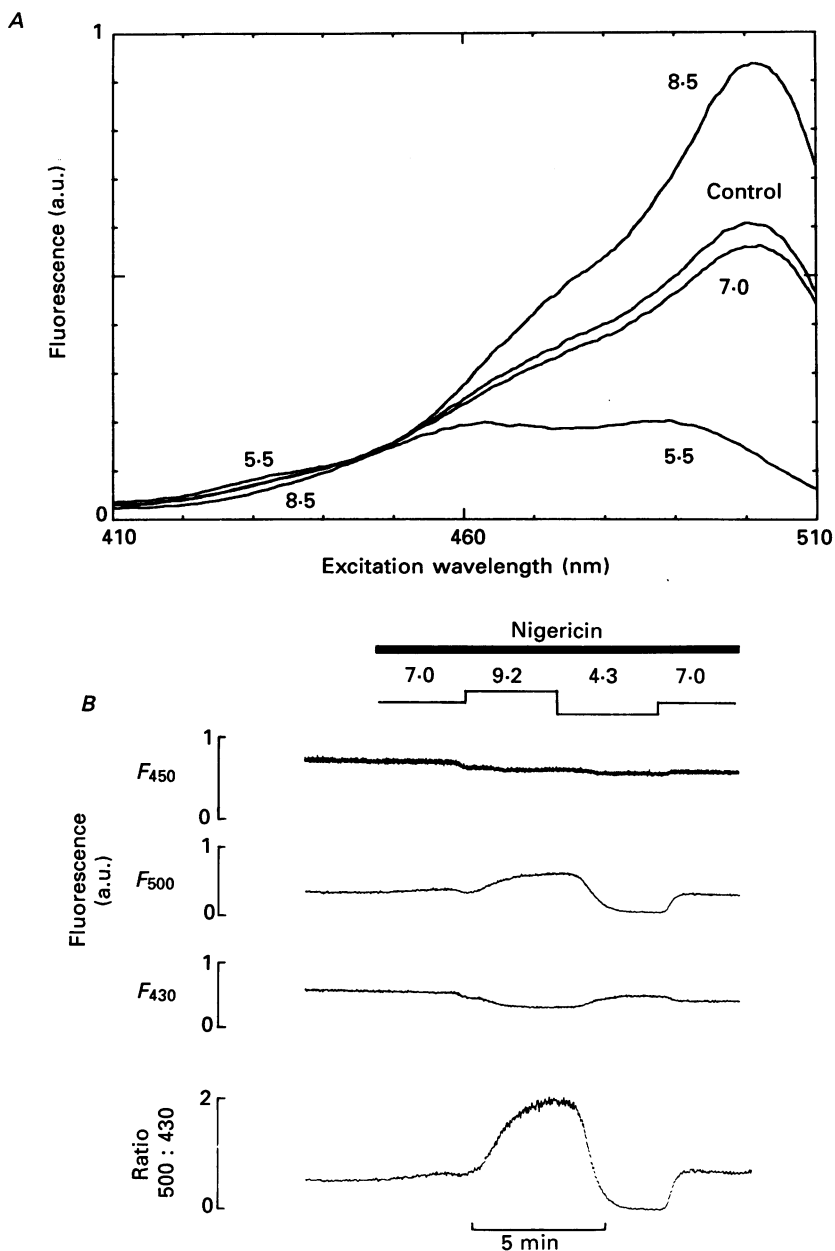 A
1
8·5
Control
7·0
5·5
5·5
8·5
0
410
460
510
Fluorescence (a.u.)
Excitation wavelength (nm)
Nigericin
7·0 9·2 4·3 7·0
B
1
F450
0
1
F500
0
Fluorescence
(a.u.)
1
F430
0
2
Ratio
500 : 430
0
5 min